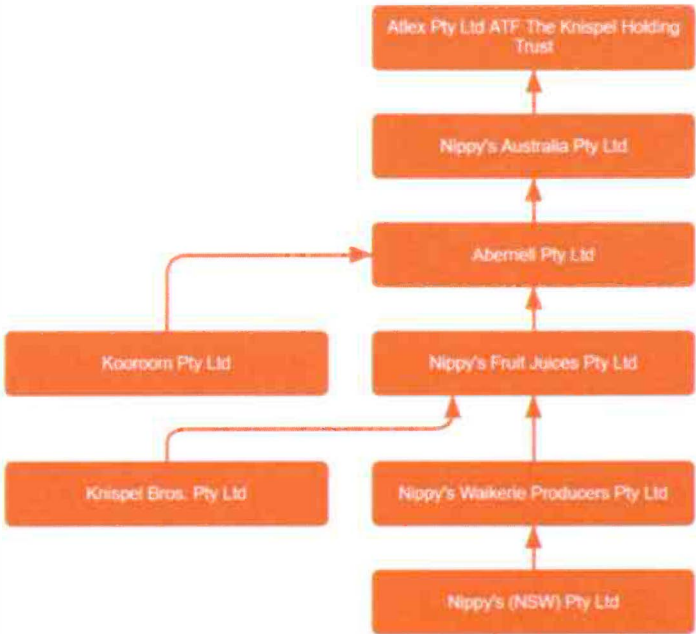 Atlex Pty Ltd ATF The Knispel Holding
Trust
Nippy's Australia Pty Ltd
Abernell Pty Ltd
Kooroom Pty Ltd
Nippy's Fruit Juices Pty Ltd
Knispel Bros. Pty Ltd
Nippy's Waikerie Producers Pty Ltd
Nippy's (NSW) Pty Ltd